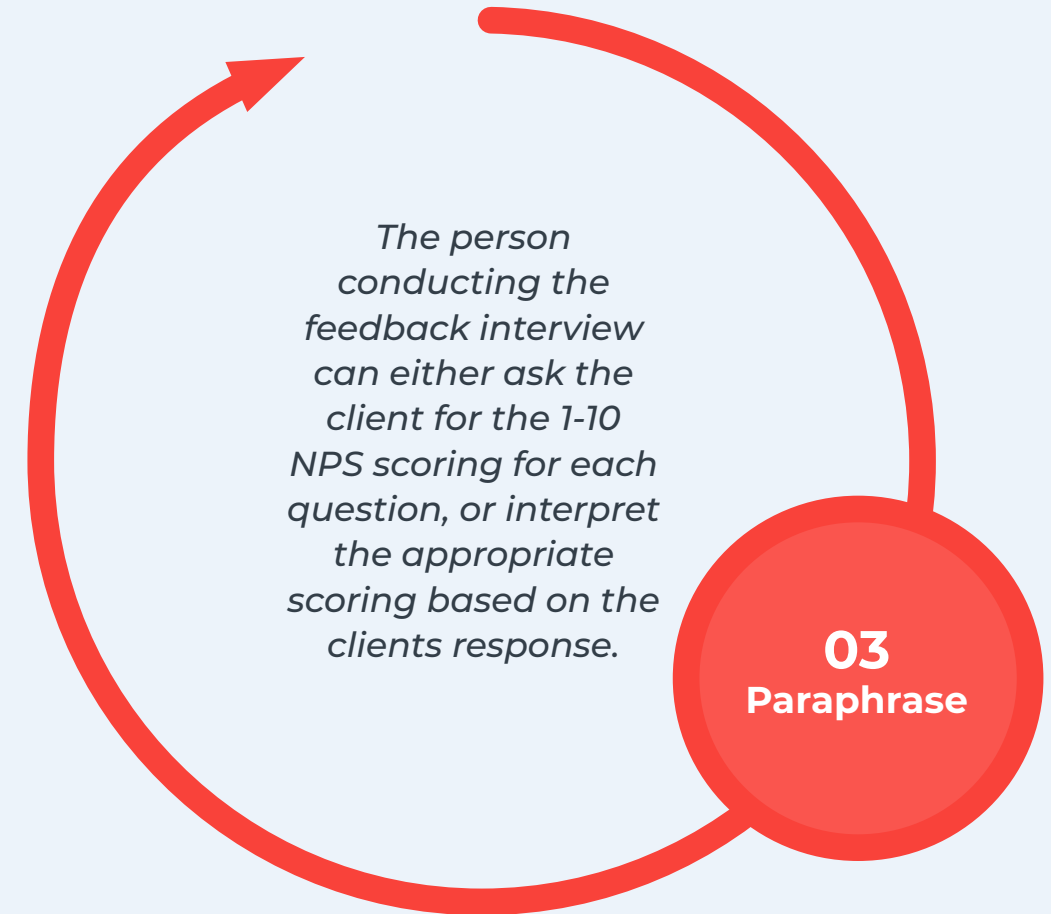 The person
conducting the
feedback interview
can either ask the
client for the 1-10
NPS scoring for each
question, or interpret
the appropriate
scoring based on the
clients response.
03
Paraphrase